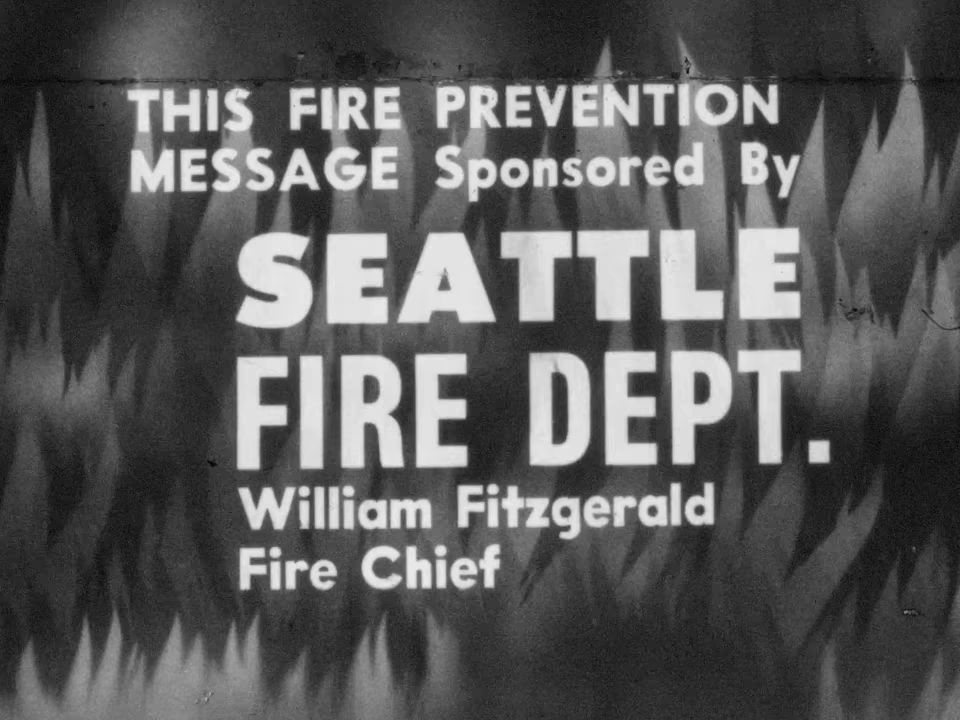 THIS FIRE PREVENTION
MESSAGE Sponsored By
SEATTLE
FIRE DEPT.
William Fitzgerald
Fire Chief